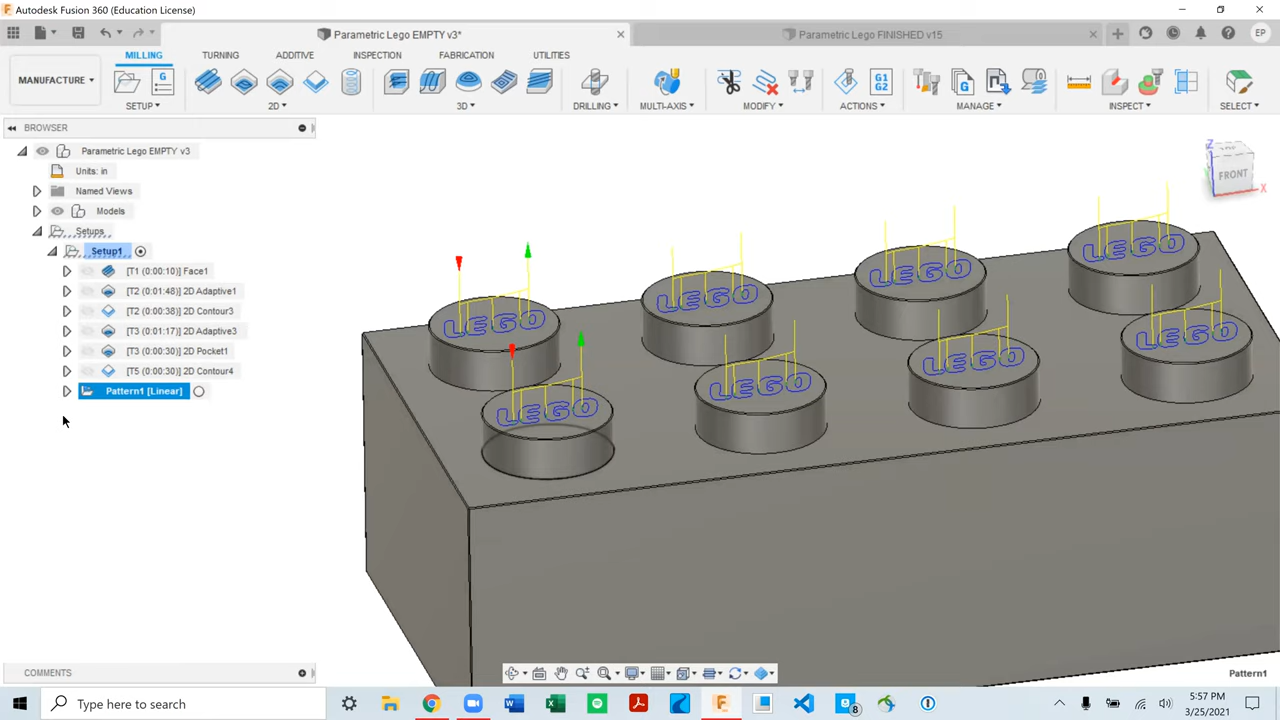 Autodesk Fusion 360 (Education License)
Parametric Lego EMPTY v3*
Parametric Lego FINISHED v15
EP
MILLING
TURNING
ADDITIVE
INSPECTION
FABRICATION
UTILITIES
MANUFACTURE
G
G1
G2
G
SETUP
2D
3D
DRILLING
MULTI-AXIS
MODIFY
ACTIONS
MANAGE
INSPECT
SELECT
BROWSER
Parametric Lego EMPTY v3
Units: in
Named Views
Models
Setups
Setup1
[T1 (0:00:10)] Face1
[T2 (0:01:48)] 2D Adaptive1
[T2 (0:00:38)] 2D Contour3
[T3 (0:01:17)] 2D Adaptive3
[T3 (0:00:30)] 2D Pocket1
[T5 (0:00:30)] 2D Contour4
Pattern1 [Linear]
Z
FRONT
X
LEGO
LEGO
LEGO
LEGO
LEGO
LEGO
LEGO
LEGO
COMMENTS
Pattern1
Type here to search
8
5:57 PM
3/25/2021